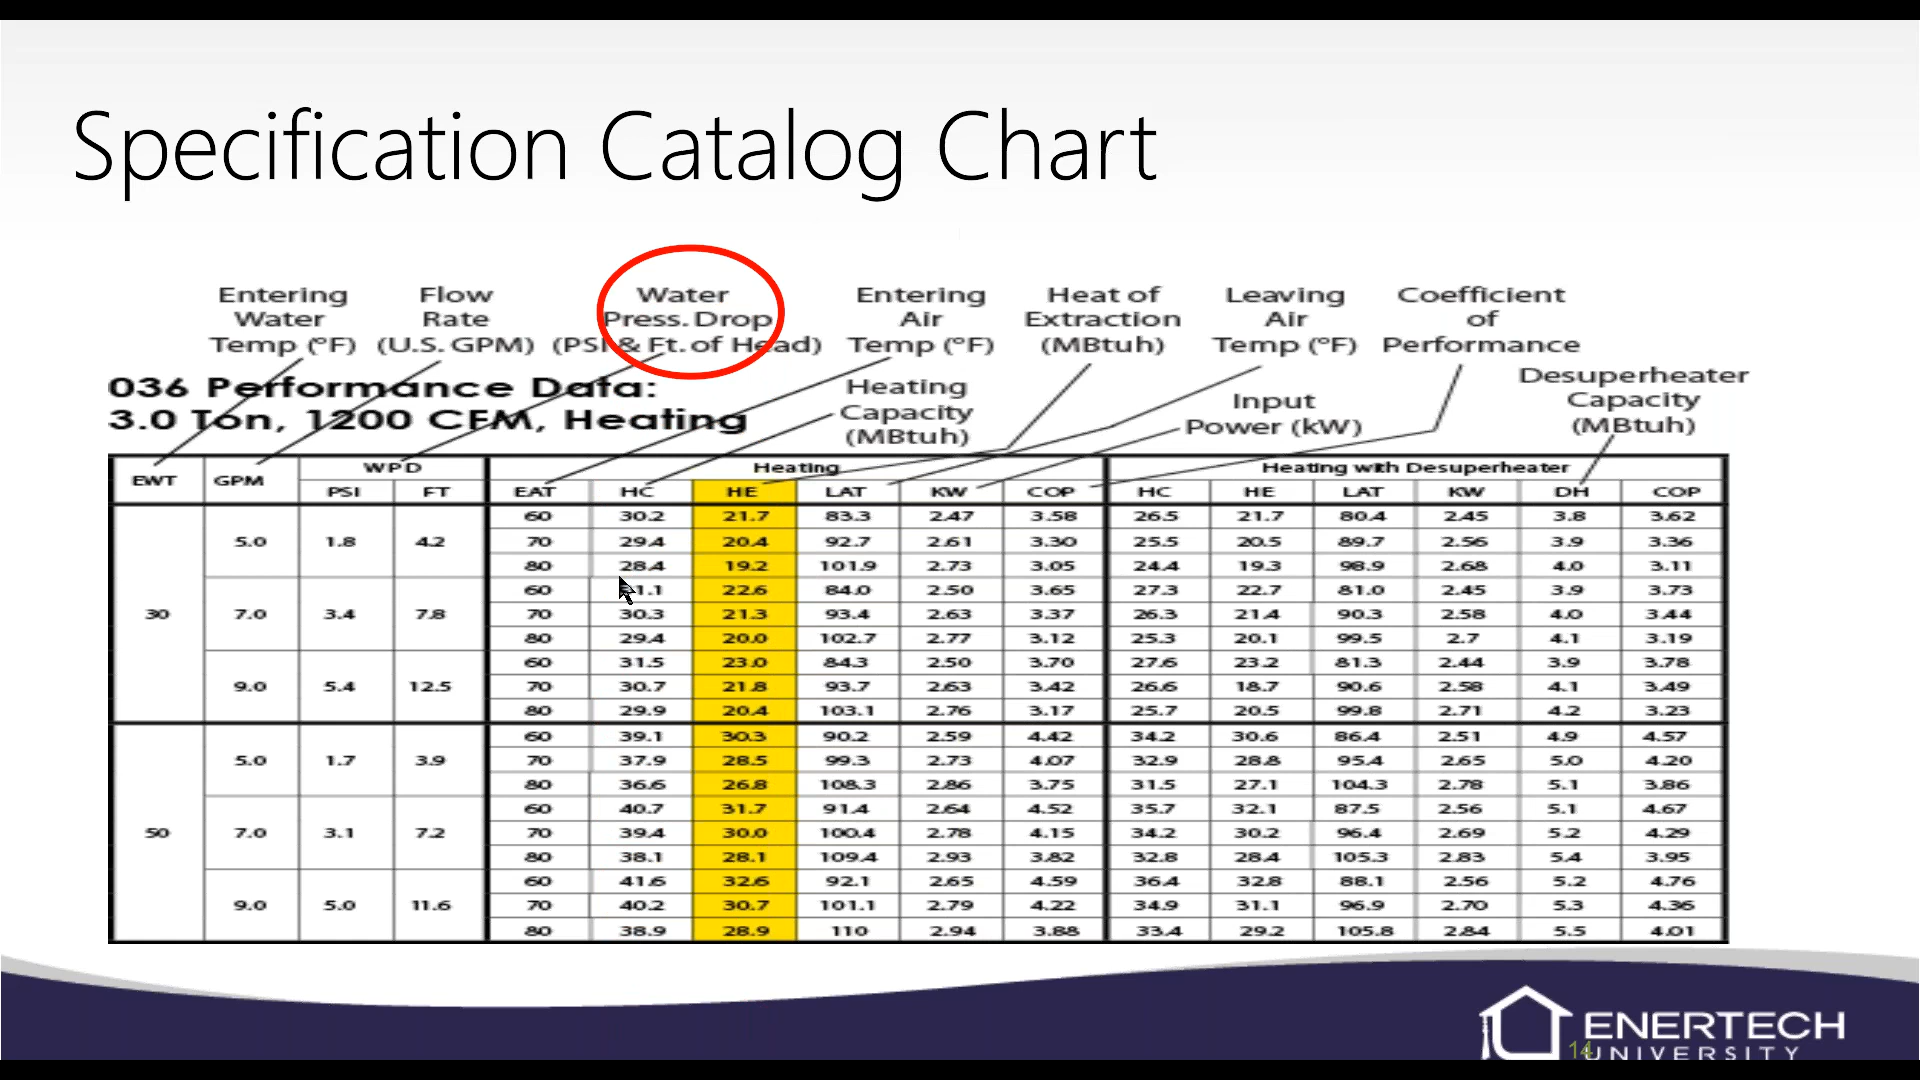 Specification Catalog Chart
Entering Water Temp (ºF)
Flow Rate (U.S. GPM)
Water Press. Drop (PSI & Ft. of Head)
Entering Air Temp (ºF)
Heat of Extraction (MBtuh)
Leaving Air Temp (ºF)
Coefficient of Performance
036 Performance Data:
3.0 Ton, 1200 CFM, Heating
Heating Capacity (MBtuh)
Input Power (kW)
Desuperheater Capacity (MBtuh)
EWT GPM WPD Heating Heating with Desuperheater
PSI FT EAT HC HE LAT KW COP HC HE LAT KW DH COP
60 30.2 21.7 83.3 2.47 3.58 26.5 21.7 80.4 2.45 3.8 3.62
5.0 1.8 4.2 70 29.4 20.4 92.7 2.61 3.30 25.5 20.5 89.7 2.56 3.9 3.36
80 28.4 19.2 101.9 2.73 3.05 24.4 19.3 98.9 2.68 4.0 3.11
60 22.6 84.0 2.50 3.65 27.3 22.7 81.0 2.45 3.9 3.73
30 7.0 3.4 7.8 70 30.3 21.3 93.4 2.63 3.37 26.3 21.4 90.3 2.58 4.0 3.44
80 29.4 20.0 102.7 2.77 3.12 25.3 20.1 99.5 2.7 4.1 3.19
60 31.5 23.0 84.3 2.50 3.70 27.6 23.2 81.3 2.44 3.9 3.78
9.0 5.4 12.5 70 30.7 21.8 93.7 2.63 3.42 26.6 18.7 90.6 2.58 4.1 3.49
80 29.9 20.4 103.1 2.76 3.17 25.7 20.5 99.8 2.71 4.2 3.23
60 39.1 30.3 90.2 2.59 4.42 34.2 30.6 86.4 2.51 4.9 4.57
5.0 1.7 3.9 70 37.9 28.5 99.3 2.73 4.07 32.9 28.8 95.4 2.65 5.0 4.20
80 36.6 26.8 108.3 2.86 3.75 31.5 27.1 104.3 2.78 5.1 3.86
60 40.7 31.7 91.4 2.64 4.52 35.7 32.1 87.5 2.56 5.1 4.67
50 7.0 3.1 7.2 70 39.4 30.0 100.4 2.78 4.15 34.2 30.2 96.4 2.69 5.2 4.29
80 38.1 28.1 109.4 2.93 3.82 32.8 28.4 105.3 2.83 5.4 3.95
60 41.6 32.6 92.1 2.65 4.59 36.4 32.8 88.1 2.56 5.2 4.76
9.0 5.0 11.6 70 40.2 30.7 101.1 2.79 4.22 34.9 31.1 96.9 2.70 5.3 4.36
80 38.9 28.9 110 2.94 3.88 33.4 29.2 105.8 2.84 5.5 4.01
ENERTECH
UNIVERSITY
14